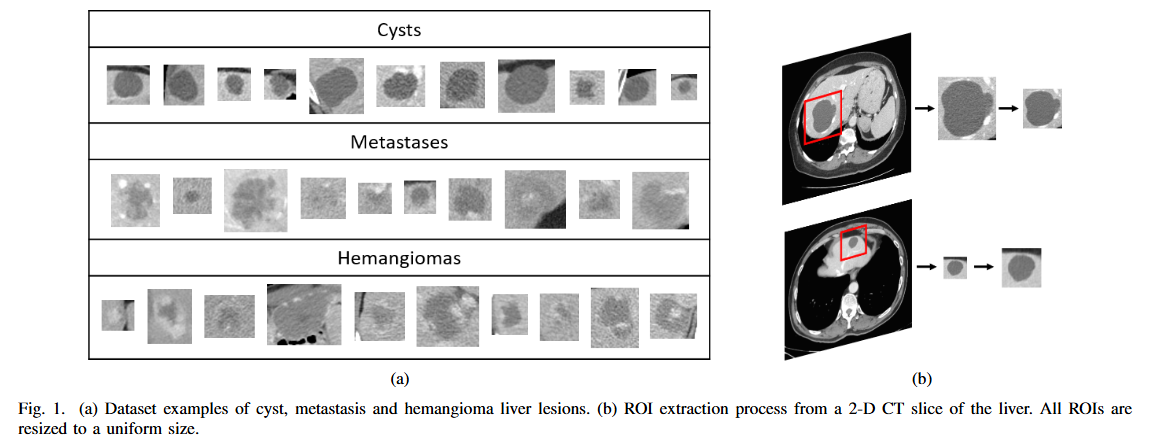 Cysts
Metastases
Hemangiomas
(a)
(b)
Fig. 1. (a) Dataset examples of cyst, metastasis and hemangioma liver lesions. (b) ROI extraction process from a 2-D CT slice of the liver. All ROIs are
resized to a uniform size.